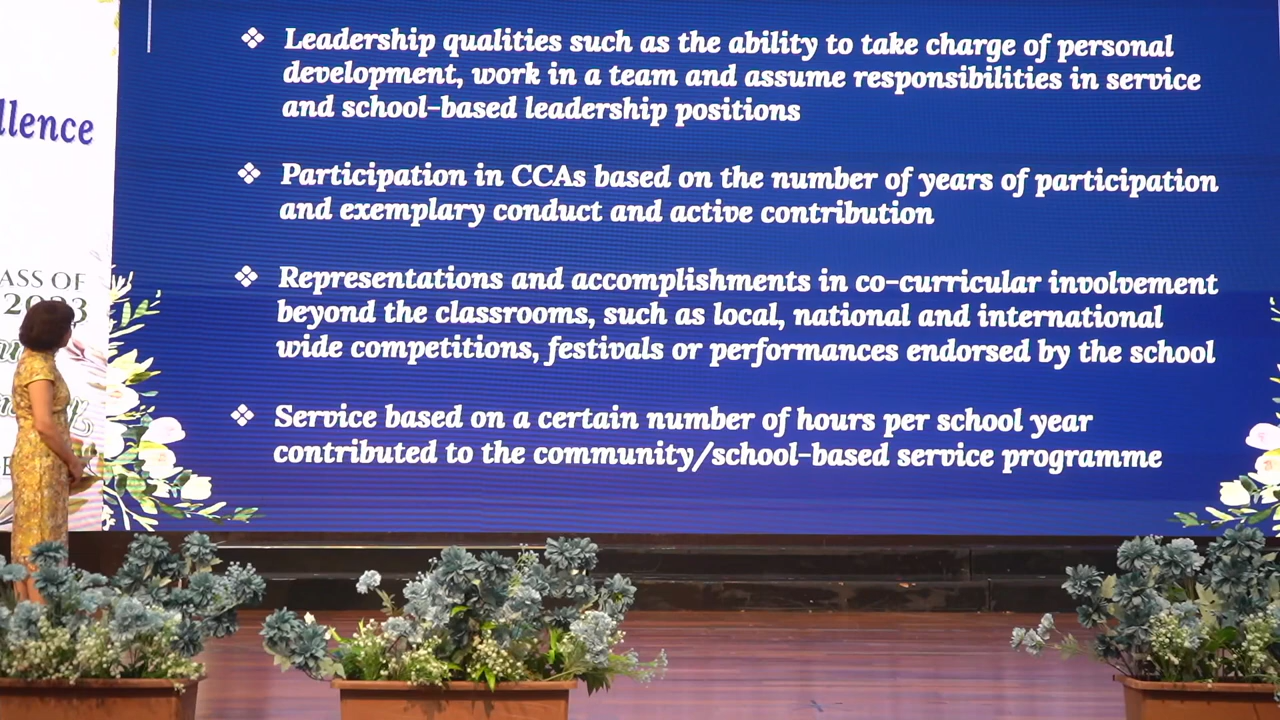 Leadership qualities such as the ability to take charge of personal
development, work in a team and assume responsibilities in service
and school-based leadership positions
Participation in CCAs based on the number of years of participation
and exemplary conduct and active contribution
Representations and accomplishments in co-curricular involvement
beyond the classrooms, such as local, national and international
wide competitions, festivals or performances endorsed by the school
Service based on a certain number of hours per school year
contributed to the community/school-based service programme
llence
ASS OF
2023